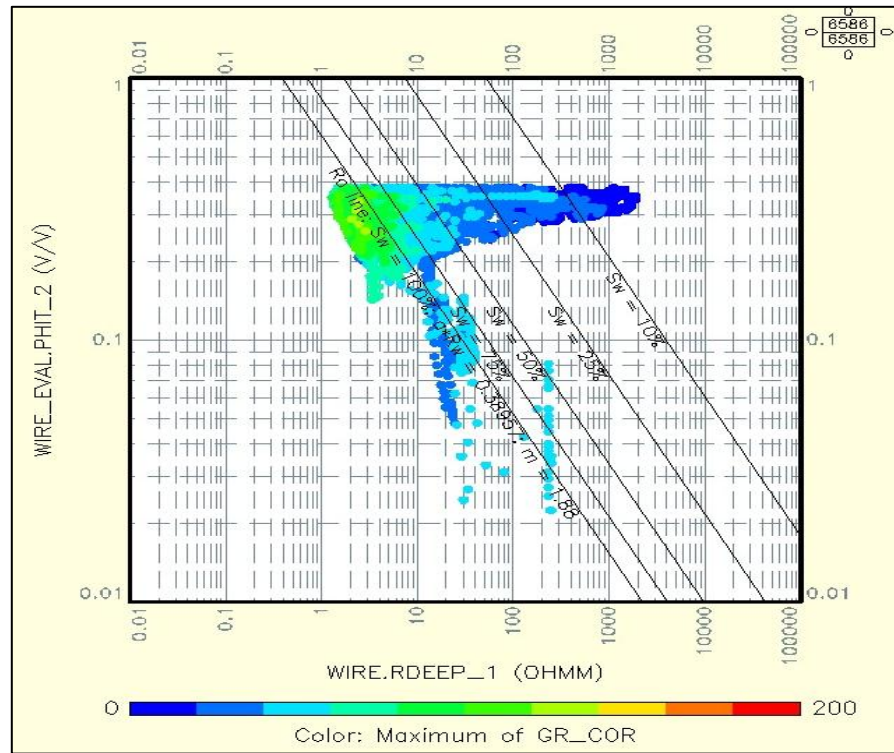 0
6586
0 0
6586
0
0.01 0.1 1 10 100 1000 10000 100000
1 1
0.1 0.1
0.01 0.01
WIRE_EVAL.PHIT_2 (V/V)
Ro line: Sw = 100%; a*Rw = 0.38957; m = 1.88
Sw = 75%
Sw = 50%
Sw = 25%
Sw = 10%
0.01 0.1 1 10 100 1000 10000 100000
WIRE.RDEEP_1 (OHMM)
0 200
Color: Maximum of GR_COR